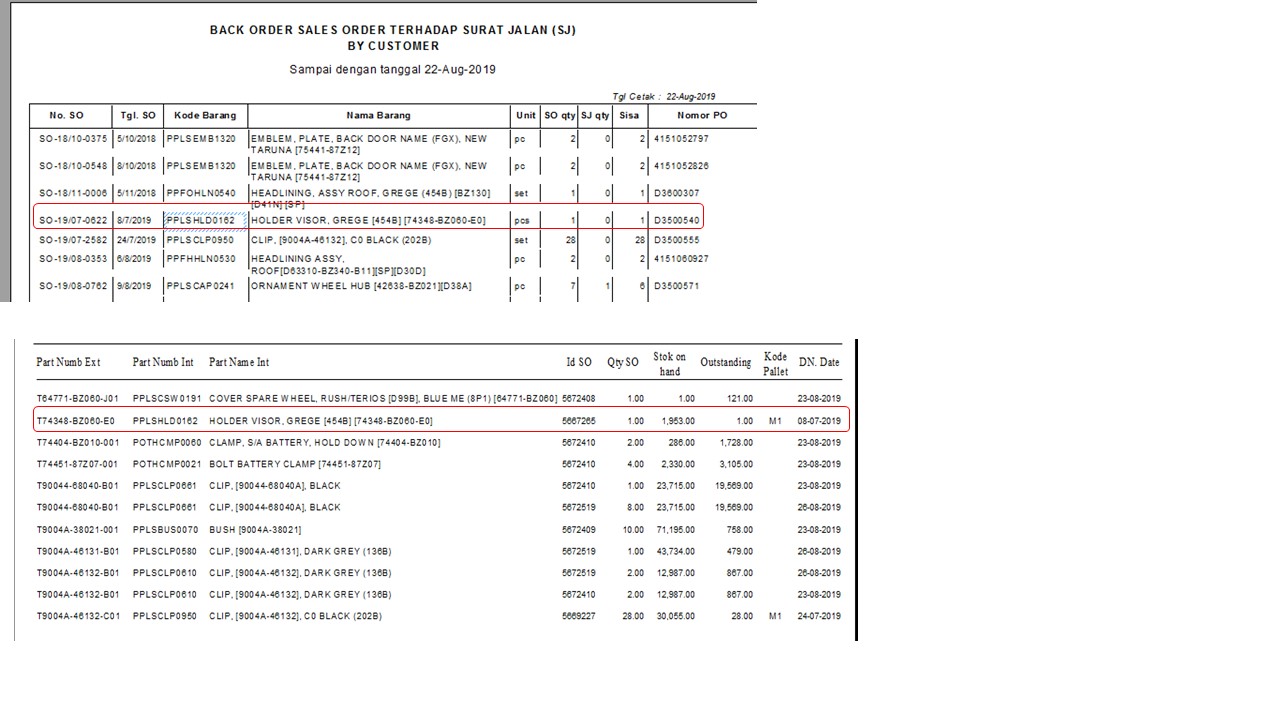 BACK ORDER SALES ORDER TERHADAP SURAT JALAN (SJ)
BY CUSTOMER
Sampai dengan tanggal 22-Aug-2019
Tgl Cetak : 22-Aug-2019
No. SO Tgl. SO Kode Barang Nama Barang Unit SO qty SJ qty Sisa Nomor PO
SO-18/10-0375 5/10/2018 PPLSEMB1320 EMBLEM, PLATE, BACK DOOR NAME (FGX), NEW pc 2 0 2 4151052797
TARUNA [75441-87Z12]
SO-18/10-0548 8/10/2018 PPLSEMB1320 EMBLEM, PLATE, BACK DOOR NAME (FGX), NEW pc 2 0 2 4151052826
TARUNA [75441-87Z12]
SO-18/11-0006 5/11/2018 PPFOHLN0540 HEADLINING, ASSY ROOF, GREGE (454B) [BZ130] set 1 0 1 D3600307
[D41N] [SP]
SO-19/07-0622 8/7/2019 PPLSHLD0162 HOLDER VISOR, GREGE [454B] [74348-BZ060-E0] pcs 1 0 1 D3500540
SO-19/07-2582 24/7/2019 PPLSCLP0950 CLIP, [9004A-46132], C0 BLACK (202B) set 28 0 28 D3500555
SO-19/08-0353 6/8/2019 PPFHHLN0530 HEADLINING ASSY, pc 2 0 2 4151060927
ROOF[D63310-BZ340-B11][SP][D30D]
SO-19/08-0762 9/8/2019 PPLSCAP0241 ORNAMENT WHEEL HUB [42638-BZ021][D38A] pc 7 1 6 D3500571
Part Numb Ext Part Numb Int Part Name Int Id SO Qty SO Stok on hand Outstanding Kode Pallet DN. Date
T64771-BZ060-J01 PPLSCSW0191 COVER SPARE WHEEL, RUSH/TERIOS [D99B], BLUE ME (8P1) [64771-BZ060] 5672408 1.00 1.00 121.00 23-08-2019
T74348-BZ060-E0 PPLSHLD0162 HOLDER VISOR, GREGE [454B] [74348-BZ060-E0] 5667265 1.00 1,953.00 1.00 M1 08-07-2019
T74404-BZ010-001 POTHCMP0060 CLAMP, S/A BATTERY, HOLD DOWN [74404-BZ010] 5672410 2.00 286.00 1,728.00 23-08-2019
T74451-87Z07-001 POTHCMP0021 BOLT BATTERY CLAMP [74451-87Z07] 5672410 4.00 2,330.00 3,105.00 23-08-2019
T90044-68040-B01 PPLSCLP0661 CLIP, [90044-68040A], BLACK 5672410 1.00 23,715.00 19,569.00 23-08-2019
T90044-68040-B01 PPLSCLP0661 CLIP, [90044-68040A], BLACK 5672519 8.00 23,715.00 19,569.00 26-08-2019
T9004A-38021-001 PPLSBUS0070 BUSH [9004A-38021] 5672409 10.00 71,195.00 758.00 23-08-2019
T9004A-46131-B01 PPLSCLP0580 CLIP, [9004A-46131], DARK GREY (136B) 5672519 1.00 43,734.00 479.00 26-08-2019
T9004A-46132-B01 PPLSCLP0610 CLIP, [9004A-46132], DARK GREY (136B) 5672519 2.00 12,987.00 867.00 26-08-2019
T9004A-46132-B01 PPLSCLP0610 CLIP, [9004A-46132], DARK GREY (136B) 5672410 2.00 12,987.00 867.00 23-08-2019
T9004A-46132-C01 PPLSCLP0950 CLIP, [9004A-46132], C0 BLACK (202B) 5669227 28.00 30,055.00 28.00 M1 24-07-2019